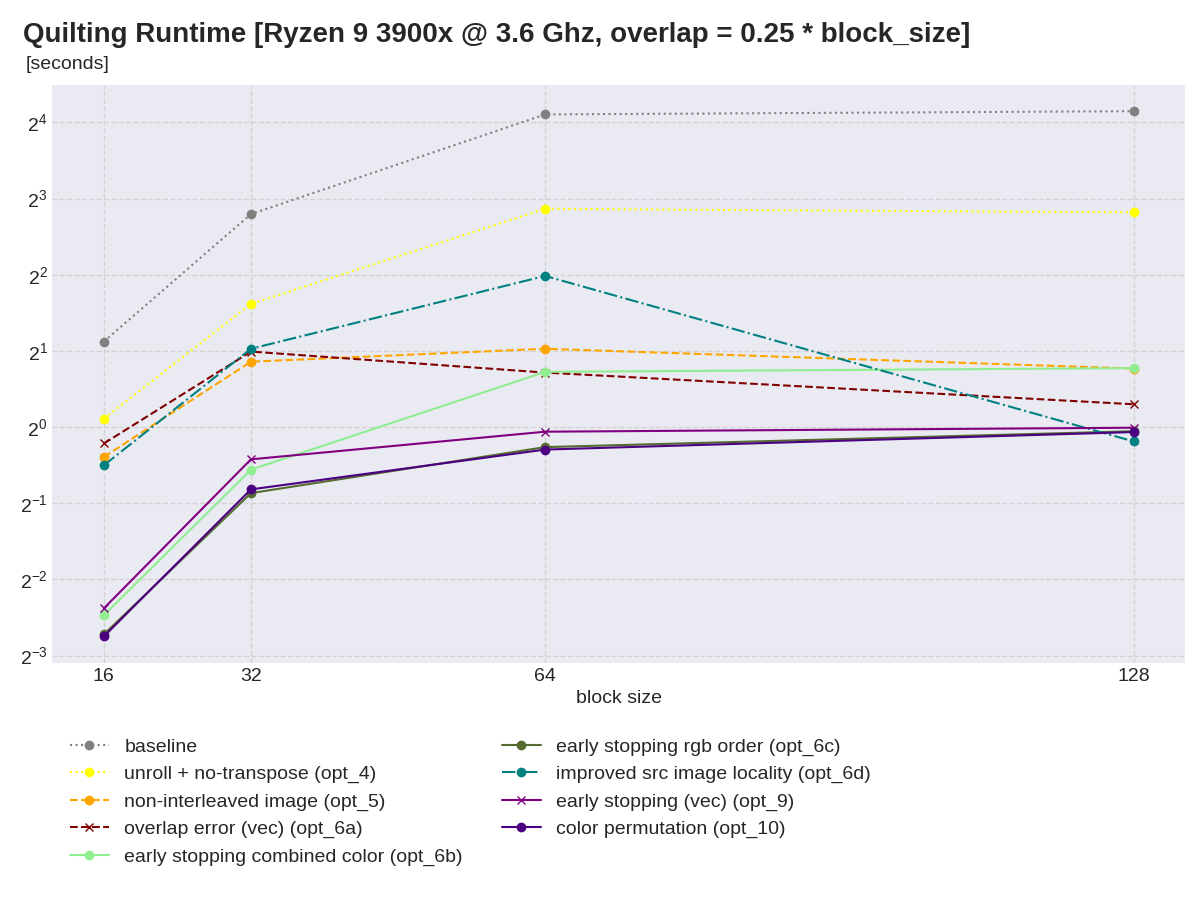 Quilting Runtime [Ryzen 9 3900x @ 3.6 Ghz, overlap = 0.25 * block_size]
[seconds]
2⁴
2³
2²
2¹
2⁰
2⁻¹
2⁻²
2⁻³
16 32 64 128
block size
baseline
unroll + no-transpose (opt_4)
non-interleaved image (opt_5)
overlap error (vec) (opt_6a)
early stopping combined color (opt_6b)
early stopping rgb order (opt_6c)
improved src image locality (opt_6d)
early stopping (vec) (opt_9)
color permutation (opt_10)